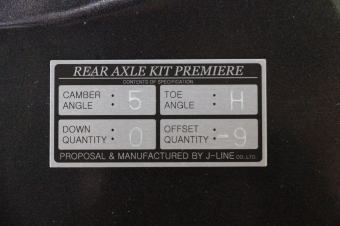 REAR AXLE KIT PREMIERE
CONTENTS OF SPECIFICATION
CAMBER ANGLE : 5
TOE ANGLE : H
DOWN QUANTITY : 0
OFFSET QUANTITY : -9
PROPOSAL & MANUFACTURED BY J-LINE CO.,LTD.